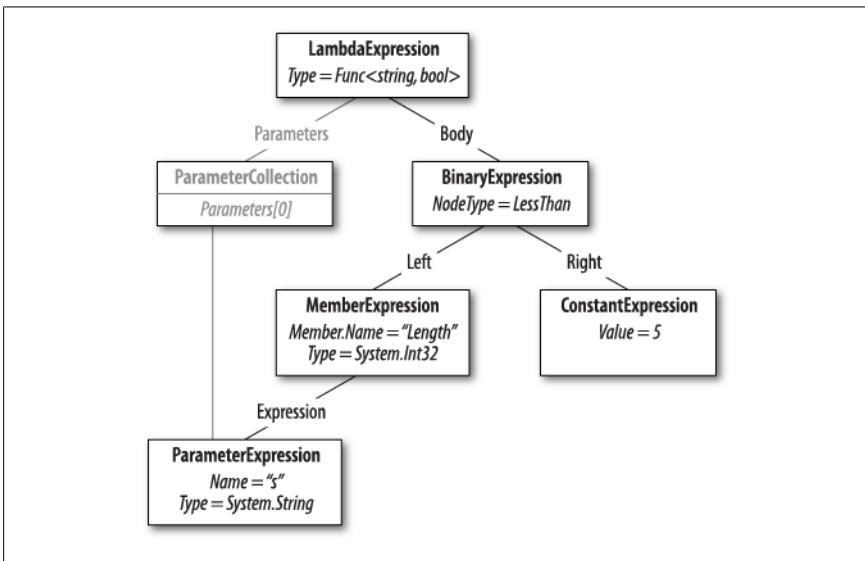 LambdaExpression
Type = Func<string, bool>
Parameters
Body
ParameterCollection
Parameters[0]
BinaryExpression
NodeType = LessThan
Left
Right
MemberExpression
Member.Name = “Length”
Type = System.Int32
ConstantExpression
Value = 5
Expression
ParameterExpression
Name = “s”
Type = System.String